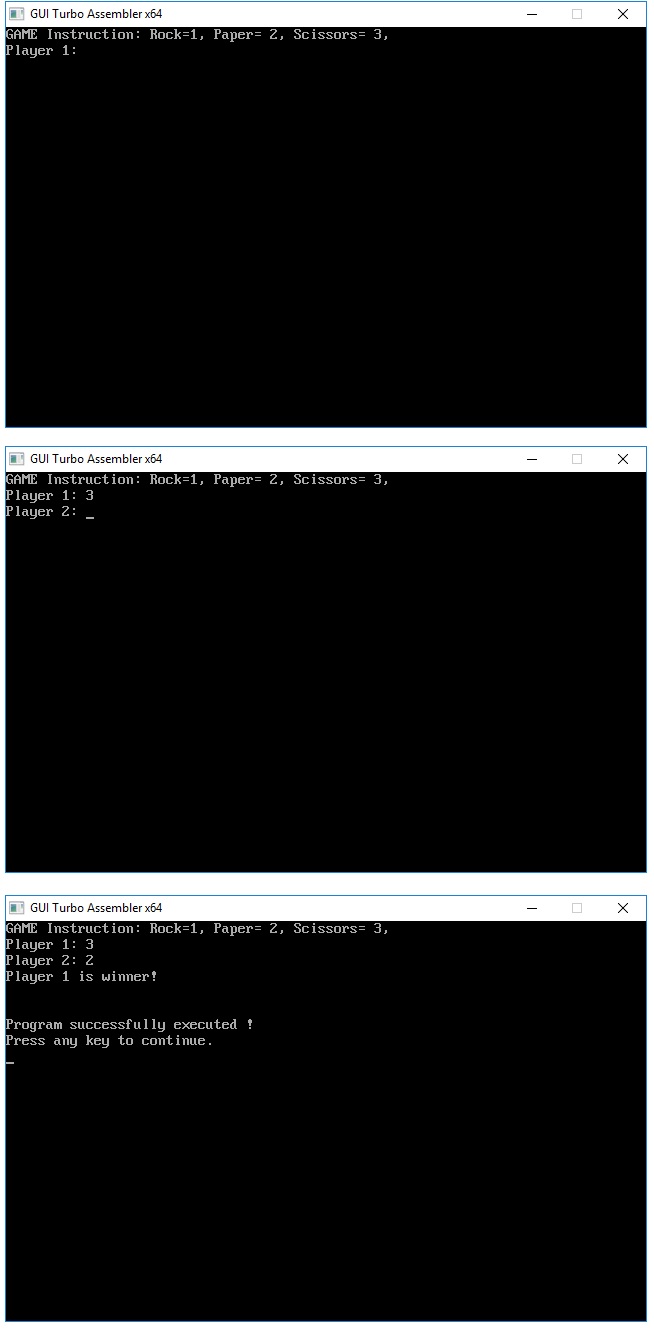 GUI Turbo Assembler x64
GAME Instruction: Rock=1, Paper= 2, Scissors= 3,
Player 1:
GUI Turbo Assembler x64
GAME Instruction: Rock=1, Paper= 2, Scissors= 3,
Player 1: 3
Player 2: _
GUI Turbo Assembler x64
GAME Instruction: Rock=1, Paper= 2, Scissors= 3,
Player 1: 3
Player 2: 2
Player 1 is winner!
Program successfully executed !
Press any key to continue.
_